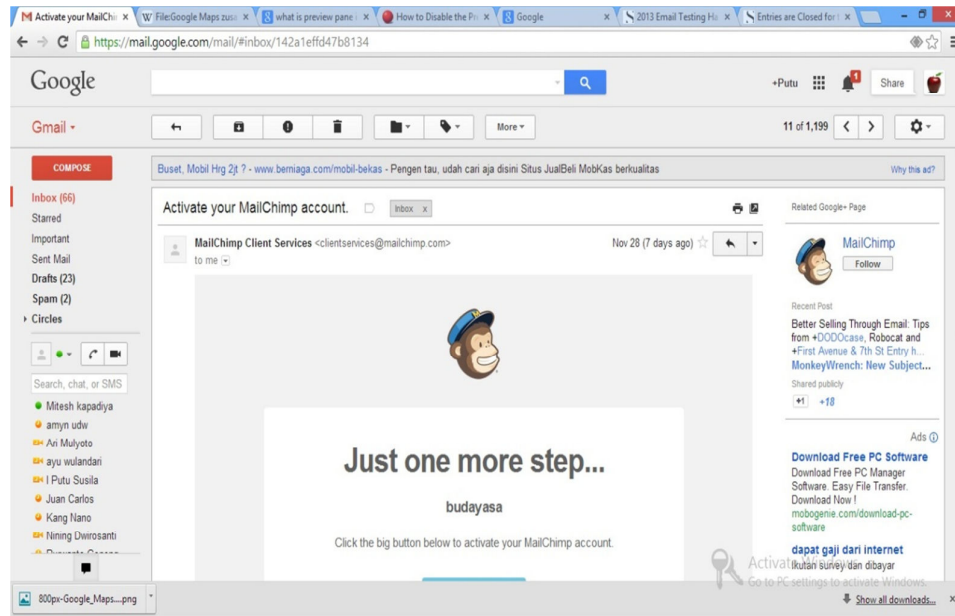 Activate your MailChi
File:Google Maps zusa
what is preview pane i
How to Disable the Pr
Google
2013 Email Testing Ha
Entries are Closed for
https://mail.google.com/mail/#inbox/142a1effd47b8134
Google
+Putu
1
Share
Gmail
More
11 of 1,199
COMPOSE
Buset, Mobil Hrg 2jt ? - www.berniaga.com/mobil-bekas - Pengen tau, udah cari aja disini Situs JualBeli MobKas berkualitas
Why this ad?
Inbox (66)
Starred
Important
Sent Mail
Drafts (23)
Spam (2)
Circles
Search, chat, or SMS
Mitesh kapadiya
amyn udw
Ari Mulyoto
ayu wulandari
I Putu Susila
Juan Carlos
Kang Nano
Nining Dwirosanti
Activate your MailChimp account.
Inbox x
MailChimp Client Services <clientservices@mailchimp.com>
Nov 28 (7 days ago)
to me
Just one more step...
budayasa
Click the big button below to activate your MailChimp account.
Related Google+ Page
MailChimp
Follow
Recent Post
Better Selling Through Email: Tips
from +DODOcase, Robocat and
+First Avenue & 7th St Entry h...
MonkeyWrench: New Subject...
Shared publicly
+1 +18
Ads
Download Free PC Software
Download Free PC Manager
Software. Easy File Transfer.
Download Now !
mobogenie.com/download-pc-
software
dapat gaji dari internet
Ikutan survey dan dibayar
Activate Windows
Go to PC settings to activate Windows.
800px-Google_Maps....png
Show all downloads...